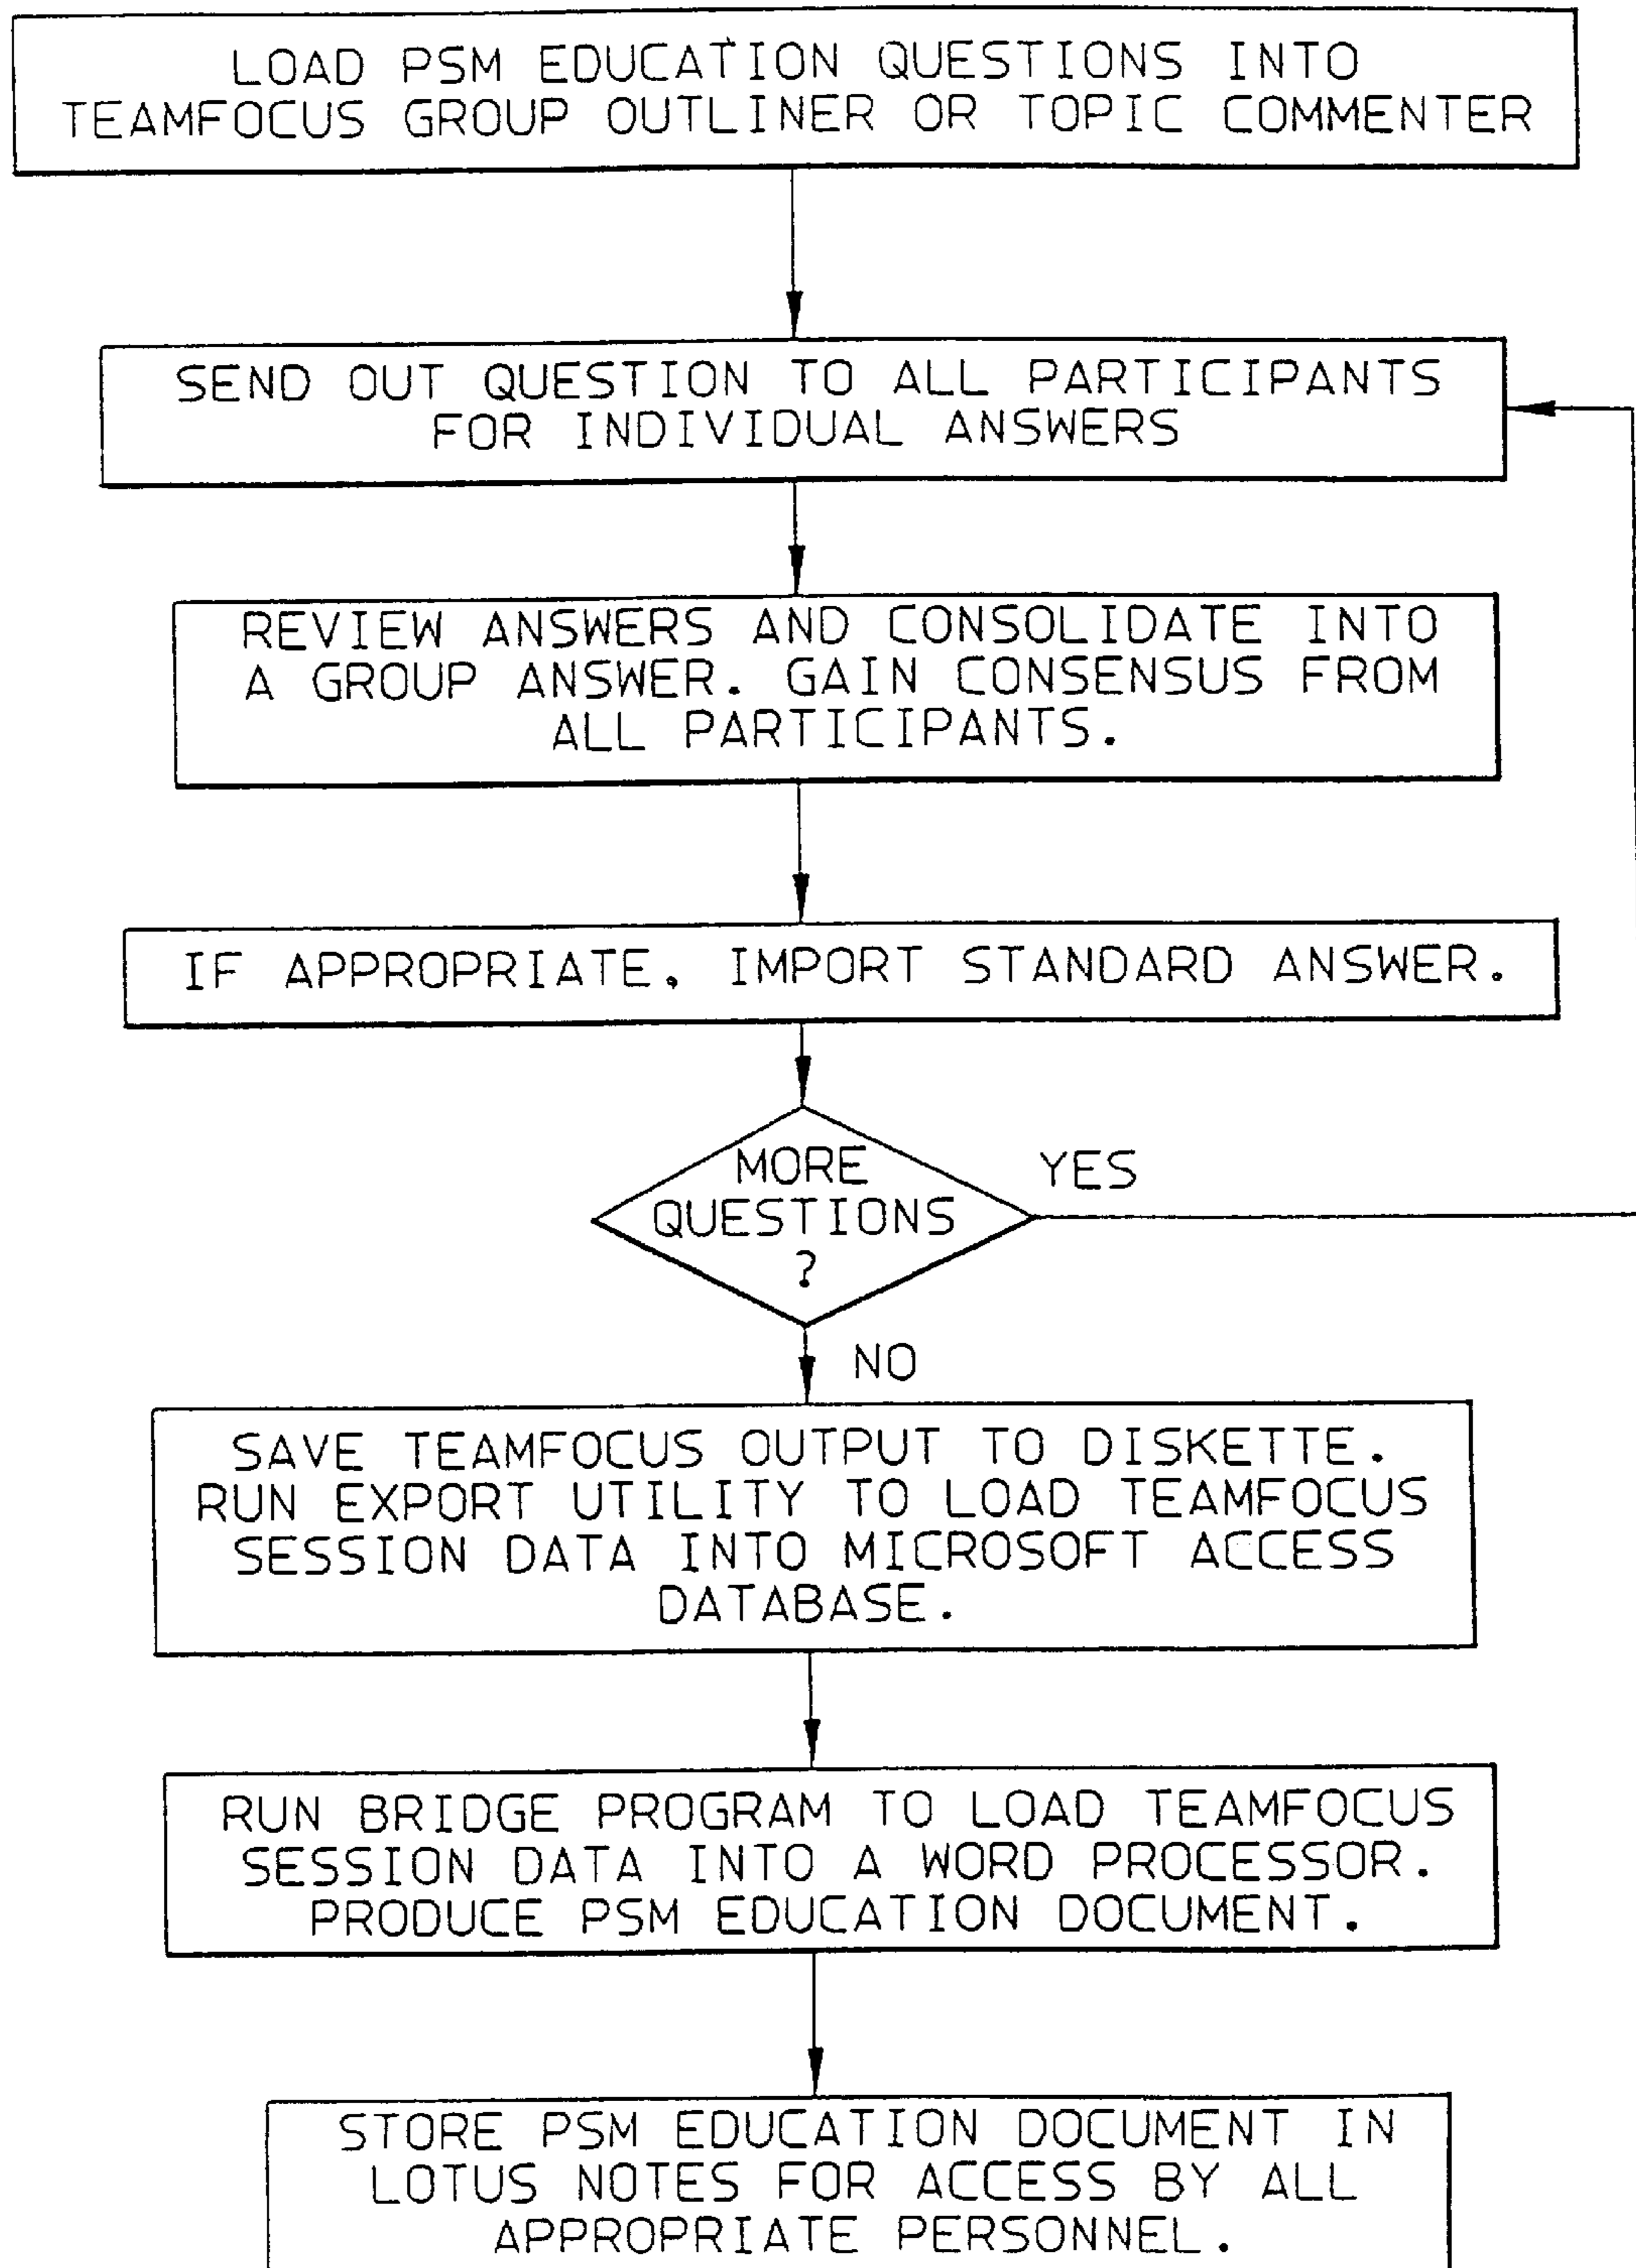 LOAD PSM EDUCATION QUESTIONS INTO
TEAMFOCUS GROUP OUTLINER OR TOPIC COMMENTER
SEND OUT QUESTION TO ALL PARTICIPANTS
FOR INDIVIDUAL ANSWERS
REVIEW ANSWERS AND CONSOLIDATE INTO
A GROUP ANSWER. GAIN CONSENSUS FROM
ALL PARTICIPANTS.
IF APPROPRIATE, IMPORT STANDARD ANSWER.
MORE
QUESTIONS
?
YES
NO
SAVE TEAMFOCUS OUTPUT TO DISKETTE.
RUN EXPORT UTILITY TO LOAD TEAMFOCUS
SESSION DATA INTO MICROSOFT ACCESS
DATABASE.
RUN BRIDGE PROGRAM TO LOAD TEAMFOCUS
SESSION DATA INTO A WORD PROCESSOR.
PRODUCE PSM EDUCATION DOCUMENT.
STORE PSM EDUCATION DOCUMENT IN
LOTUS NOTES FOR ACCESS BY ALL
APPROPRIATE PERSONNEL.